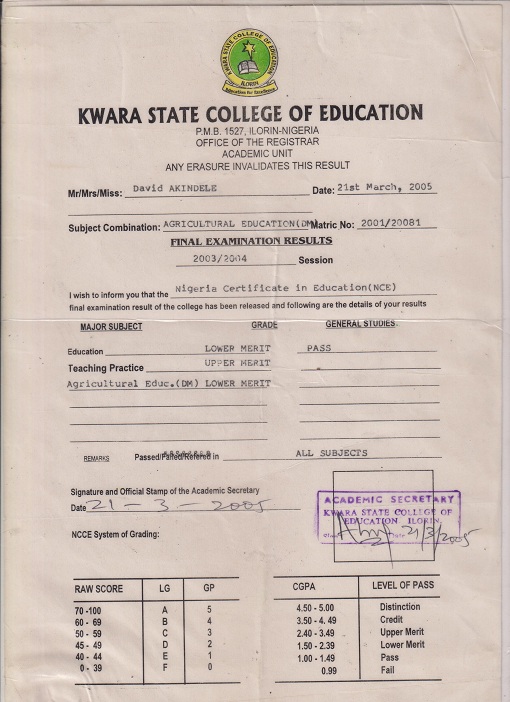 KWARA STATE COLLEGE OF EDUCATION
ILORIN
Education for Excellence
KWARA STATE COLLEGE OF EDUCATION
P.M.B. 1527, ILORIN-NIGERIA
OFFICE OF THE REGISTRAR
ACADEMIC UNIT
ANY ERASURE INVALIDATES THIS RESULT
Mr/Mrs/Miss: David AKINDELE Date: 21st March, 2005
Subject Combination: AGRICULTURAL EDUCATION(DM) Matric No: 2001/20081
FINAL EXAMINATION RESULTS
2003/2004 Session
I wish to inform you that the Nigeria Certificate in Education(NCE)
final examination result of the college has been released and following are the details of your results
MAJOR SUBJECT GRADE GENERAL STUDIES.
Education LOWER MERIT PASS
Teaching Practice UPPER MERIT
Agricultural Educ.(DM) LOWER MERIT
REMARKS Passed/Failed/Refered in ALL SUBJECTS
Signature and Official Stamp of the Academic Secretary
Date 21 - 3 - 2005
ACADEMIC SECRETARY
KWARA STATE COLLEGE OF
EDUCATION ILORIN.
21/3/2005
NCCE System of Grading:
RAW SCORE LG GP CGPA LEVEL OF PASS
70 -100 A 5 4.50 - 5.00 Distinction
60 - 69 B 4 3.50 - 4. 49 Credit
50 - 59 C 3 2.40 - 3.49 Upper Merit
45 - 49 D 2 1.50 - 2.39 Lower Merit
40 - 44 E 1 1.00 - 1.49 Pass
0 - 39 F 0 0.99 Fail